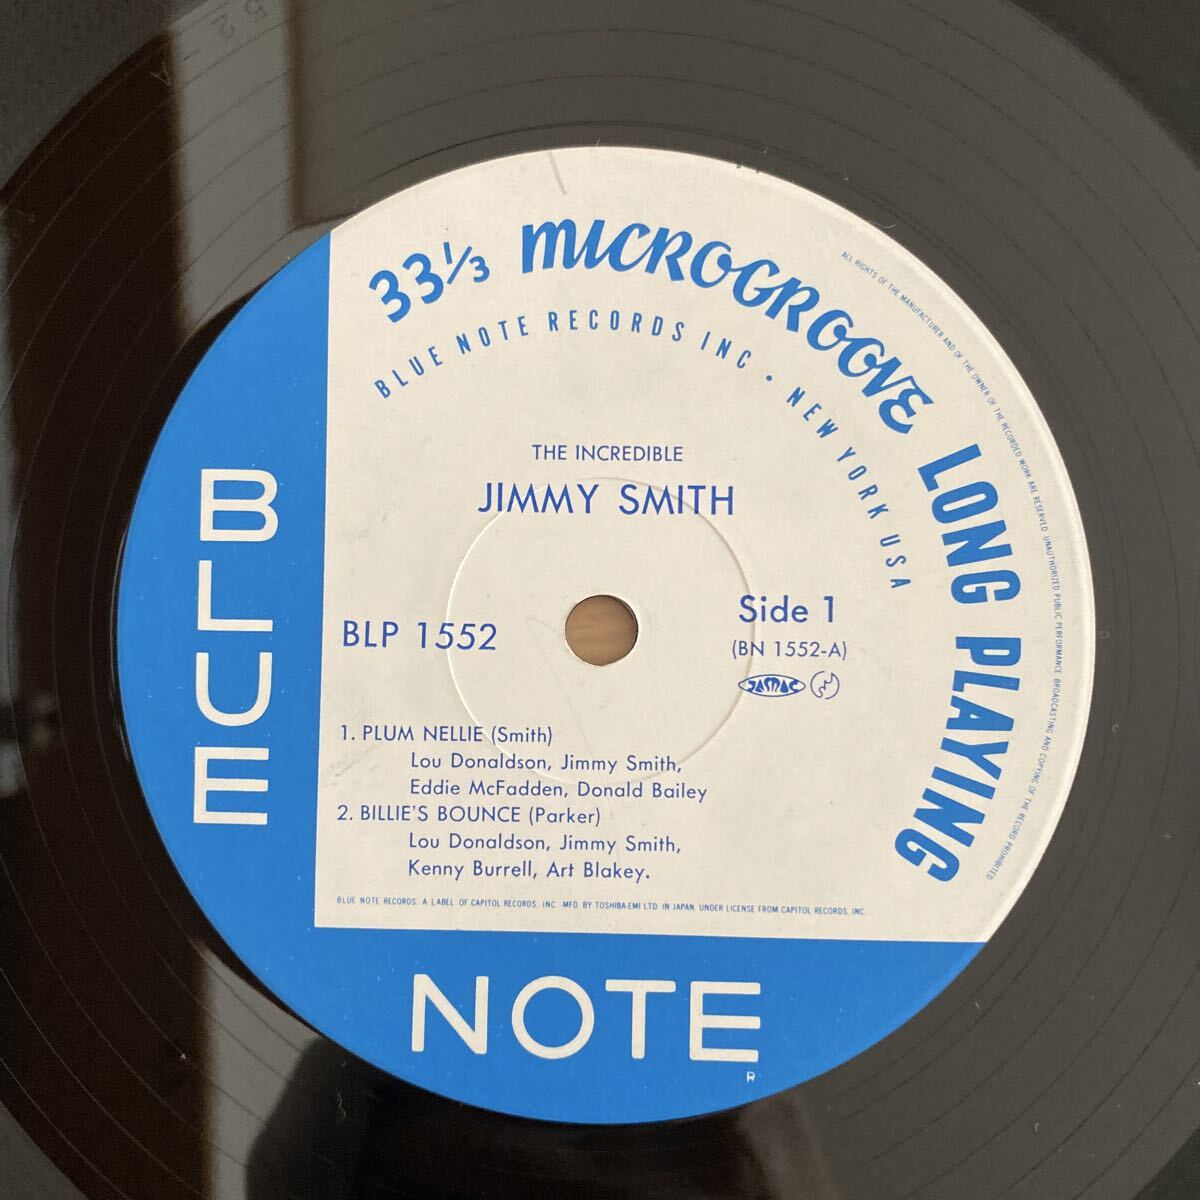 33⅓ MICROGROOVE LONG PLAYING
BLUE NOTE RECORDS INC • NEW YORK USA
ALL RIGHTS OF THE MANUFACTURER AND OF THE OWNER OF THE RECORDED WORK ARE RESERVED. UNAUTHORIZED PUBLIC PERFORMANCE BROADCASTING AND COPYING OF THE RECORD PROHIBITED
THE INCREDIBLE
JIMMY SMITH
BLP 1552
Side 1
(BN 1552-A)
JASRAC
1. PLUM NELLIE (Smith)
Lou Donaldson, Jimmy Smith,
Eddie McFadden, Donald Bailey
2. BILLIE'S BOUNCE (Parker)
Lou Donaldson, Jimmy Smith,
Kenny Burrell, Art Blakey.
BLUE NOTE RECORDS. A LABEL OF CAPITOL RECORDS, INC. MFD BY TOSHIBA-EMI LTD. IN JAPAN. UNDER LICENSE FROM CAPITOL RECORDS, INC.
BLUE
NOTE
R